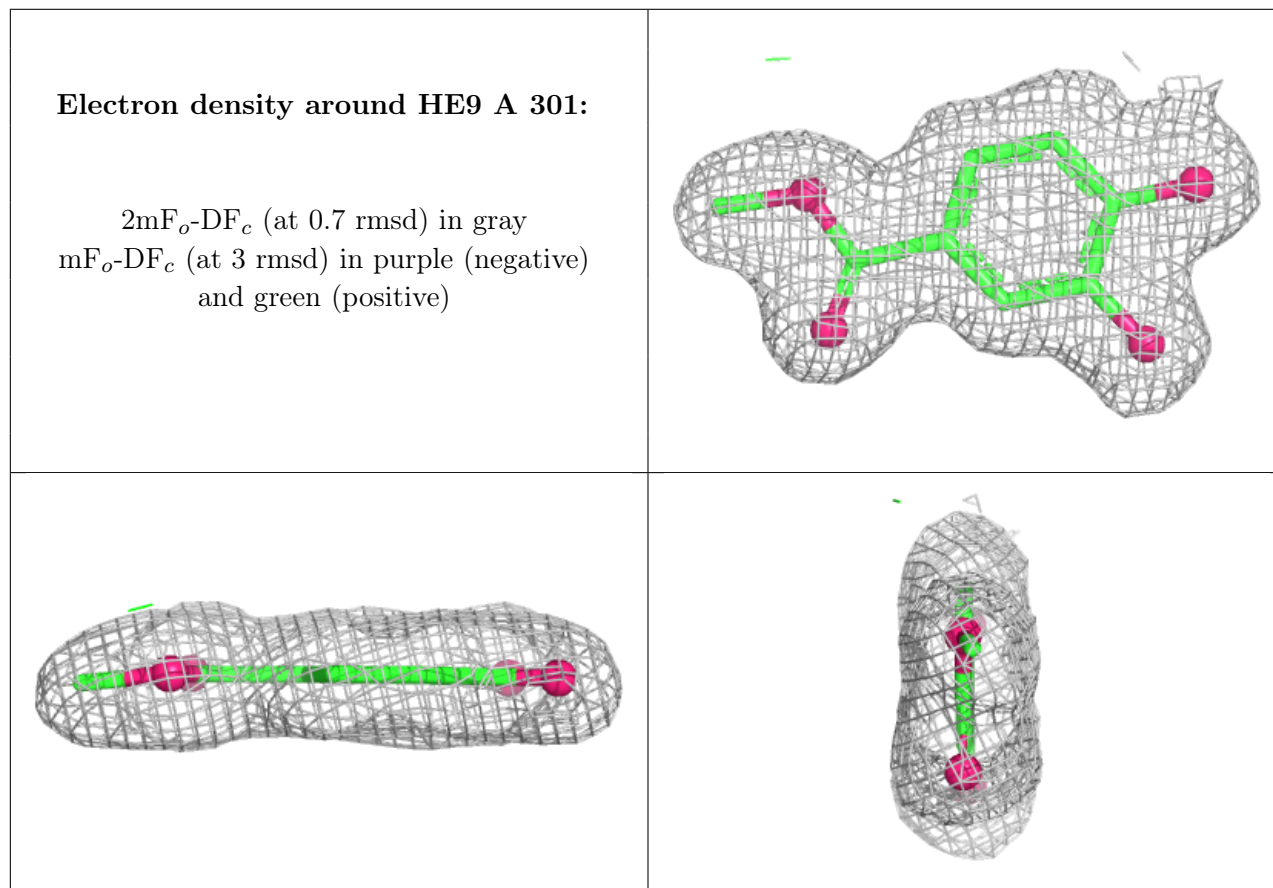 Electron density around HE9 A 301:
2mFo-DFc (at 0.7 rmsd) in gray
mFo-DFc (at 3 rmsd) in purple (negative)
and green (positive)